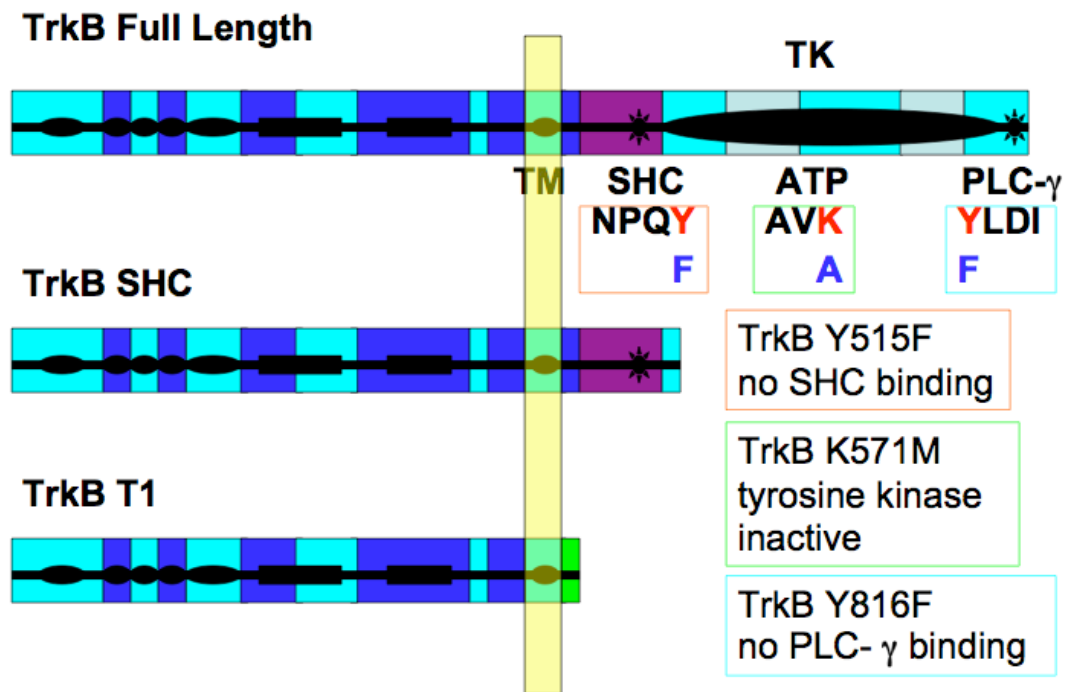 TrkB Full Length
TK
TM SHC ATP PLC-γ
NPQY AVK YLDI
F A F
TrkB SHC
TrkB Y515F
no SHC binding
TrkB K571M
tyrosine kinase
inactive
TrkB T1
TrkB Y816F
no PLC- γ binding